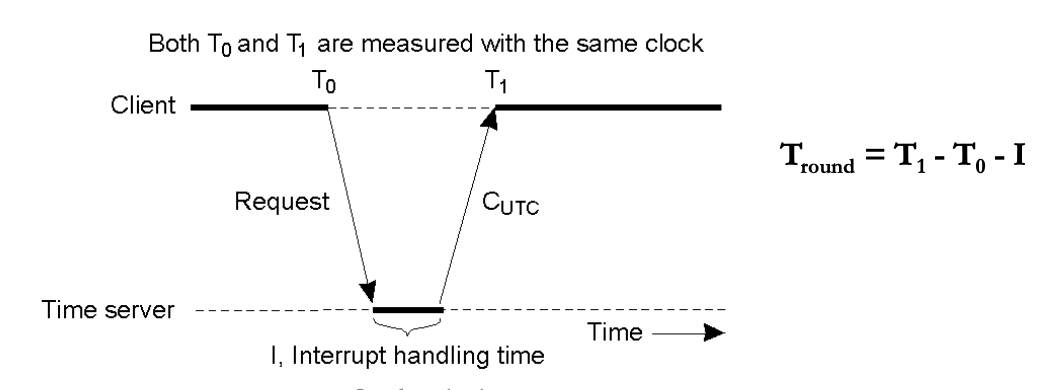 Both T0 and T1 are measured with the same clock
T0
T1
Client
Tround = T1 - T0 - I
Request
CUTC
Time server
Time
I, Interrupt handling time